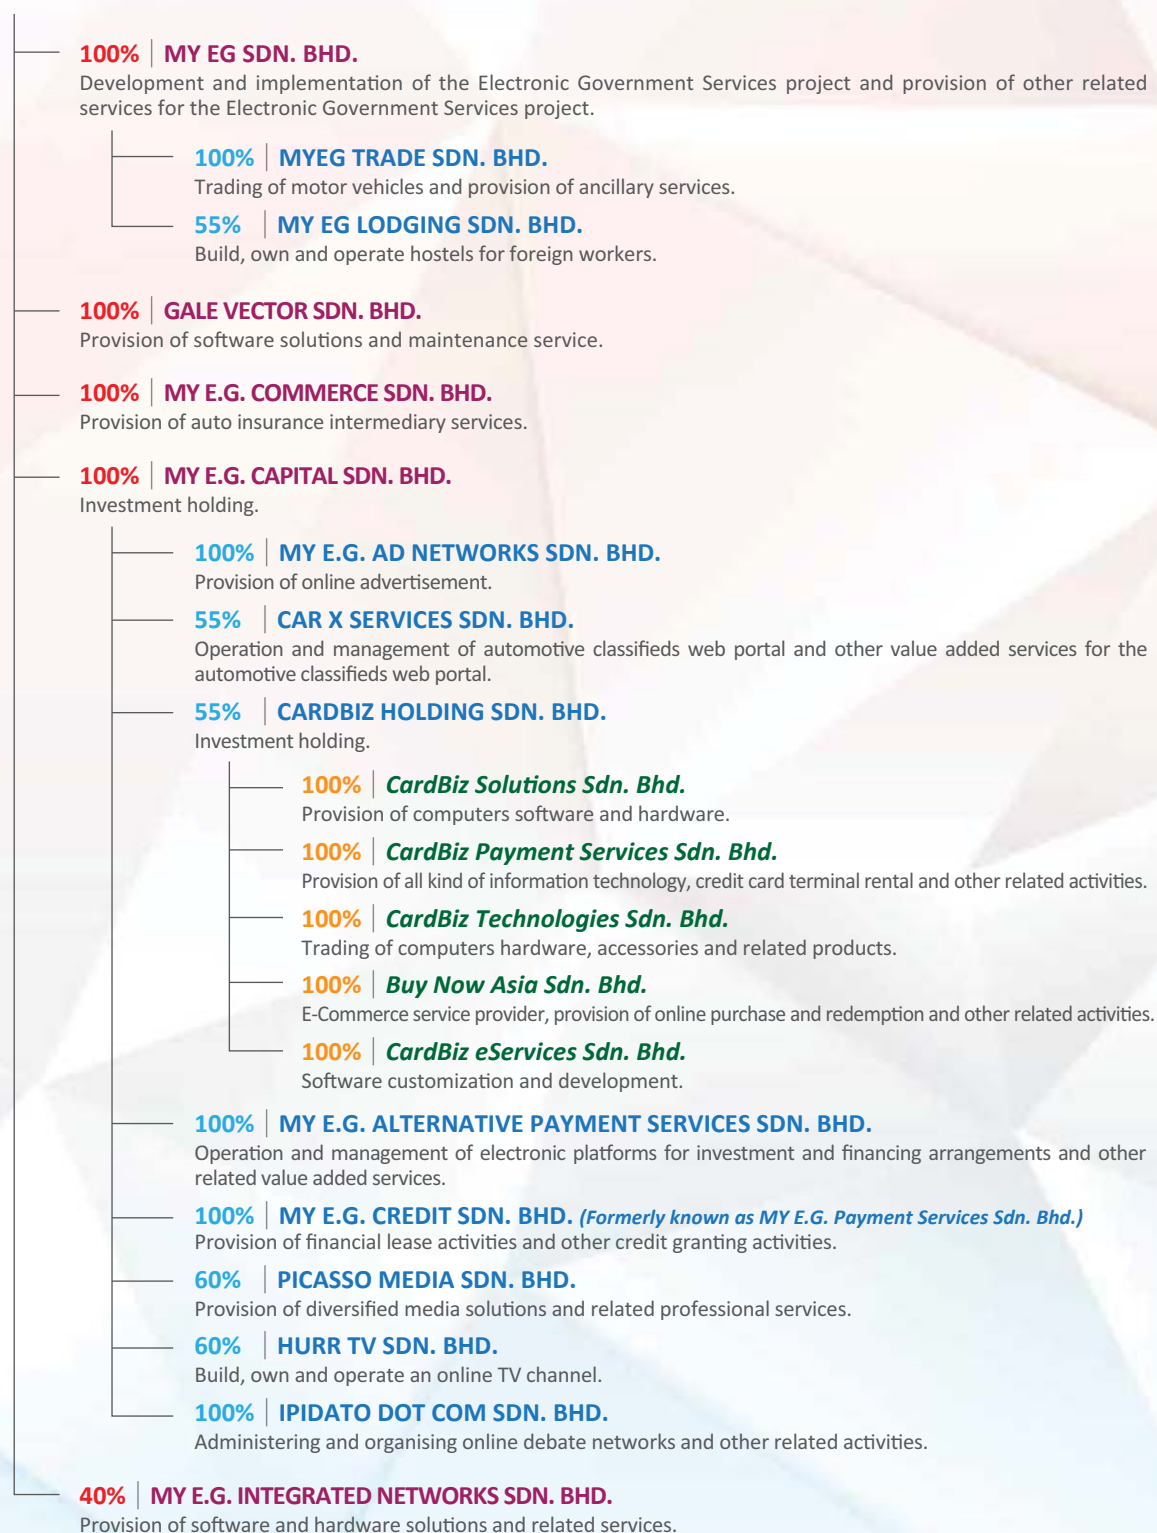 100% MY EG SDN. BHD.
Development and implementation of the Electronic Government Services project and provision of other related
services for the Electronic Government Services project.
100% MYEG TRADE SDN. BHD.
Trading of motor vehicles and provision of ancillary services.
55% MY EG LODGING SDN. BHD.
Build, own and operate hostels for foreign workers.
100% GALE VECTOR SDN. BHD.
Provision of software solutions and maintenance service.
100% MY E.G. COMMERCE SDN. BHD.
Provision of auto insurance intermediary services.
100% MY E.G. CAPITAL SDN. BHD.
Investment holding.
100% MY E.G. AD NETWORKS SDN. BHD.
Provision of online advertisement.
55% CAR X SERVICES SDN. BHD.
Operation and management of automotive classifieds web portal and other value added services for the
automotive classifieds web portal.
55% CARDBIZ HOLDING SDN. BHD.
Investment holding.
100% CardBiz Solutions Sdn. Bhd.
Provision of computers software and hardware.
100% CardBiz Payment Services Sdn. Bhd.
Provision of all kind of information technology, credit card terminal rental and other related activities.
100% CardBiz Technologies Sdn. Bhd.
Trading of computers hardware, accessories and related products.
100% Buy Now Asia Sdn. Bhd.
E-Commerce service provider, provision of online purchase and redemption and other related activities.
100% CardBiz eServices Sdn. Bhd.
Software customization and development.
100% MY E.G. ALTERNATIVE PAYMENT SERVICES SDN. BHD.
Operation and management of electronic platforms for investment and financing arrangements and other
related value added services.
100% MY E.G. CREDIT SDN. BHD. (Formerly known as MY E.G. Payment Services Sdn. Bhd.)
Provision of financial lease activities and other credit granting activities.
60% PICASSO MEDIA SDN. BHD.
Provision of diversified media solutions and related professional services.
60% HURR TV SDN. BHD.
Build, own and operate an online TV channel.
100% IPIDATO DOT COM SDN. BHD.
Administering and organising online debate networks and other related activities.
40% MY E.G. INTEGRATED NETWORKS SDN. BHD.
Provision of software and hardware solutions and related services.